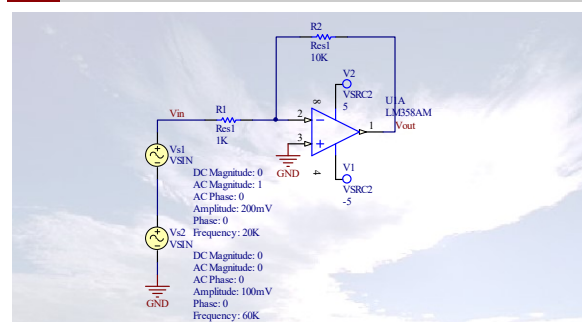 R2
Res1
10K
V2
VSRC2
5
U1A
LM358AM
Vin
R1
Res1
1K
8
2
3
1
Vout
GND
4
V1
VSRC2
-5
Vs1
VSIN
DC Magnitude: 0
AC Magnitude: 1
AC Phase: 0
Amplitude: 200mV
Phase: 0
Frequency: 20K
Vs2
VSIN
DC Magnitude: 0
AC Magnitude: 0
AC Phase: 0
Amplitude: 100mV
Phase: 0
Frequency: 60K
GND